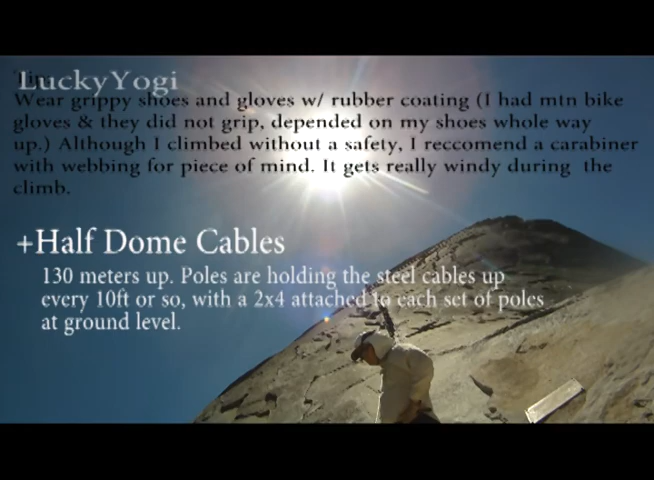 Tip:
LuckyYogi
Wear grippy shoes and gloves w/ rubber coating (I had mtn bike
gloves & they did not grip, depended on my shoes whole way
up.) Although I climbed without a safety, I reccomend a carabiner
with webbing for piece of mind. It gets really windy during the
climb.
+Half Dome Cables
130 meters up. Poles are holding the steel cables up
every 10ft or so, with a 2x4 attached to each set of poles
at ground level.